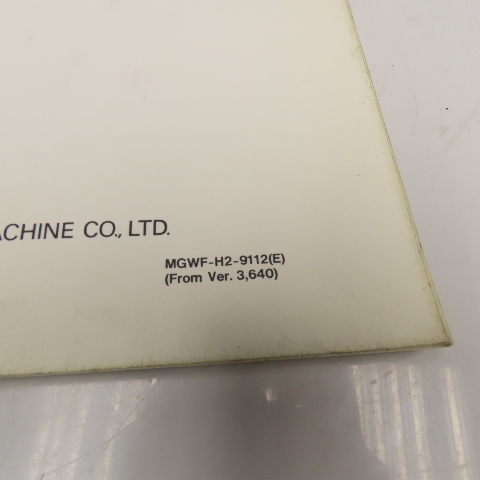 ACHINE CO., LTD.
MGWF-H2-9112(E)
(From Ver. 3,640)